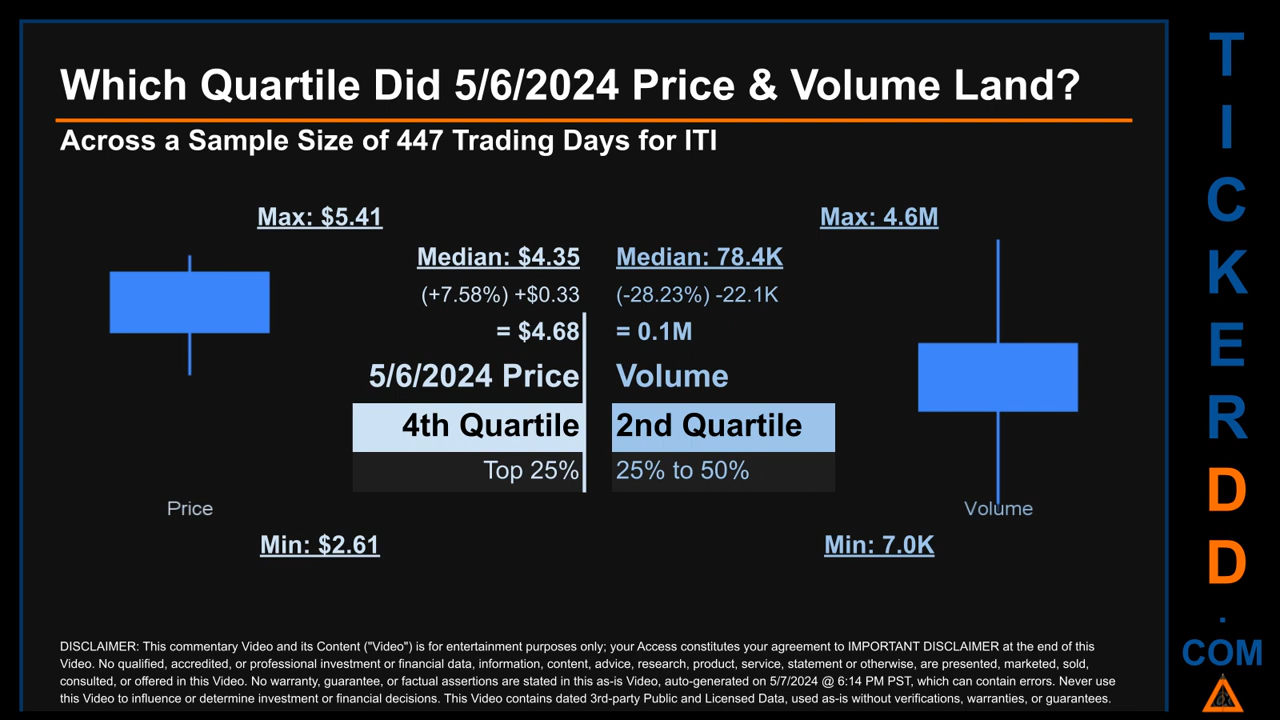 Which Quartile Did 5/6/2024 Price & Volume Land?
Across a Sample Size of 447 Trading Days for ITI
Max: $5.41
Max: 4.6M
Median: $4.35
Median: 78.4K
(+7.58%) +$0.33
(-28.23%) -22.1K
= $4.68
= 0.1M
5/6/2024 Price
Volume
4th Quartile
2nd Quartile
Top 25%
25% to 50%
Price
Volume
Min: $2.61
Min: 7.0K
DISCLAIMER: This commentary Video and its Content ("Video") is for entertainment purposes only; your Access constitutes your agreement to IMPORTANT DISCLAIMER at the end of this
Video. No qualified, accredited, or professional investment or financial data, information, content, advice, research, product, service, statement or otherwise, are presented, marketed, sold,
consulted, or offered in this Video. No warranty, guarantee, or factual assertions are stated in this as-is Video, auto-generated on 5/7/2024 @ 6:14 PM PST, which can contain errors. Never use
this Video to influence or determine investment or financial decisions. This Video contains dated 3rd-party Public and Licensed Data, used as-is without verifications, warranties, or guarantees.
T
I
C
K
E
R
D
D
.
COM